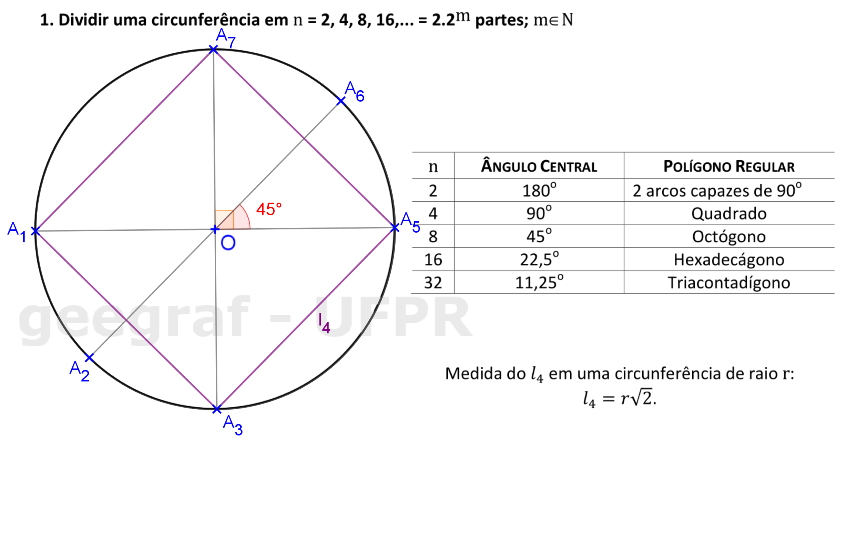 1. Dividir uma circunferência em n = 2, 4, 8, 16,... = 2.2ᵐ partes; m∈N
A₇
A₆
n ÂNGULO CENTRAL POLÍGONO REGULAR
2 180° 2 arcos capazes de 90°
4 90° Quadrado
8 45° Octógono
16 22,5° Hexadecágono
32 11,25° Triacontadígono
45°
A₁
A₅
O
geegraf - UFPR
l₄
A₂
A₃
Medida do l₄ em uma circunferência de raio r:
l₄ = r√2.